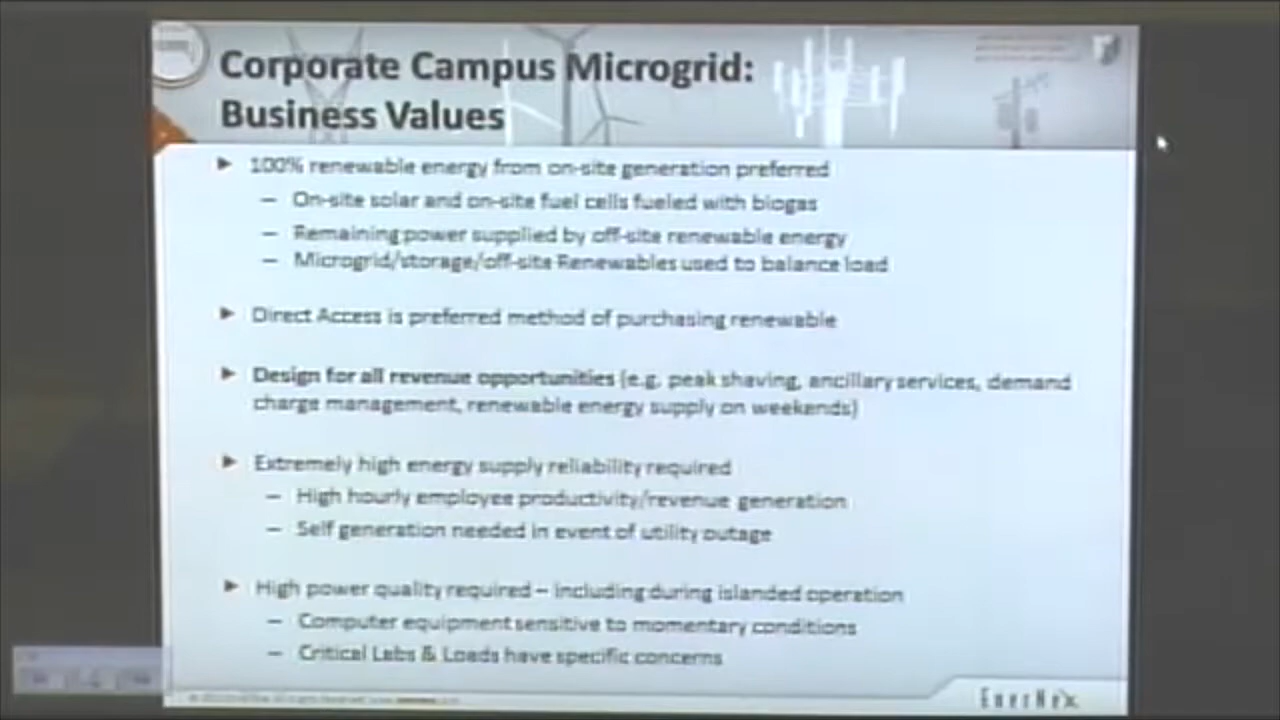 Corporate Campus Microgrid:
Business Values
► 100% renewable energy from on-site generation preferred
– On-site solar and on-site fuel cells fueled with biogas
– Remaining power supplied by off-site renewable energy
– Microgrid/storage/off-site Renewables used to balance load
► Direct Access is preferred method of purchasing renewable
► Design for all revenue opportunities (e.g. peak shaving, ancillary services, demand
charge management, renewable energy supply on weekends)
► Extremely high energy supply reliability required
– High hourly employee productivity/revenue generation
– Self generation needed in event of utility outage
► High power quality required – including during islanded operation
– Computer equipment sensitive to momentary conditions
– Critical Labs & Loads have specific concerns
EnerNex